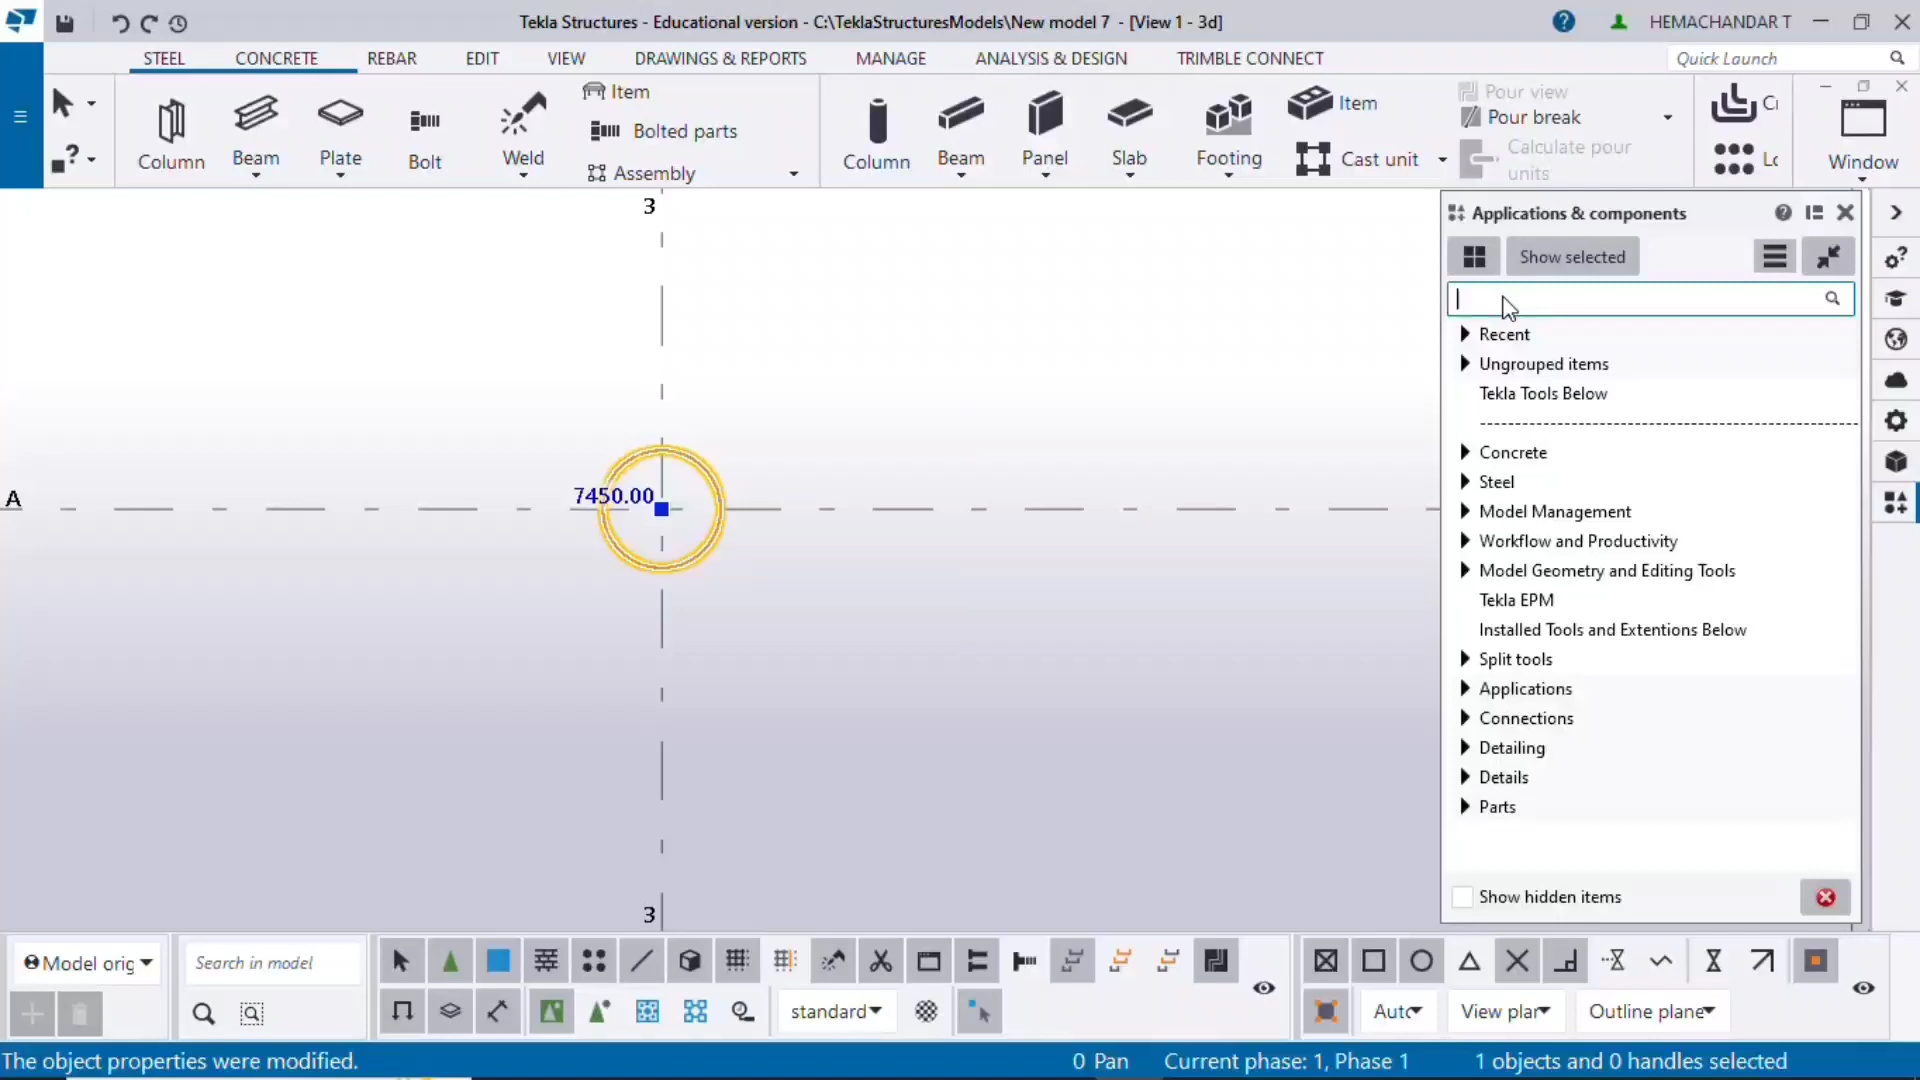 Tekla Structures - Educational version - C:\TeklaStructuresModels\New model 7 - [View 1 - 3d]
HEMACHANDAR T
STEEL CONCRETE REBAR EDIT VIEW DRAWINGS & REPORTS MANAGE ANALYSIS & DESIGN TRIMBLE CONNECT
Quick Launch
Column
Beam
Plate
Bolt
Weld
Item
Bolted parts
Assembly
Column
Beam
Panel
Slab
Footing
Item
Cast unit
Pour view
Pour break
Calculate pour
units
Window
3
A
7450.00
3
Applications & components
Show selected
Recent
Ungrouped items
Tekla Tools Below
Concrete
Steel
Model Management
Workflow and Productivity
Model Geometry and Editing Tools
Tekla EPM
Installed Tools and Extentions Below
Split tools
Applications
Connections
Detailing
Details
Parts
Show hidden items
Model orig
Search in model
standard
Auto
View plan
Outline plane
The object properties were modified.
0 Pan
Current phase: 1, Phase 1
1 objects and 0 handles selected